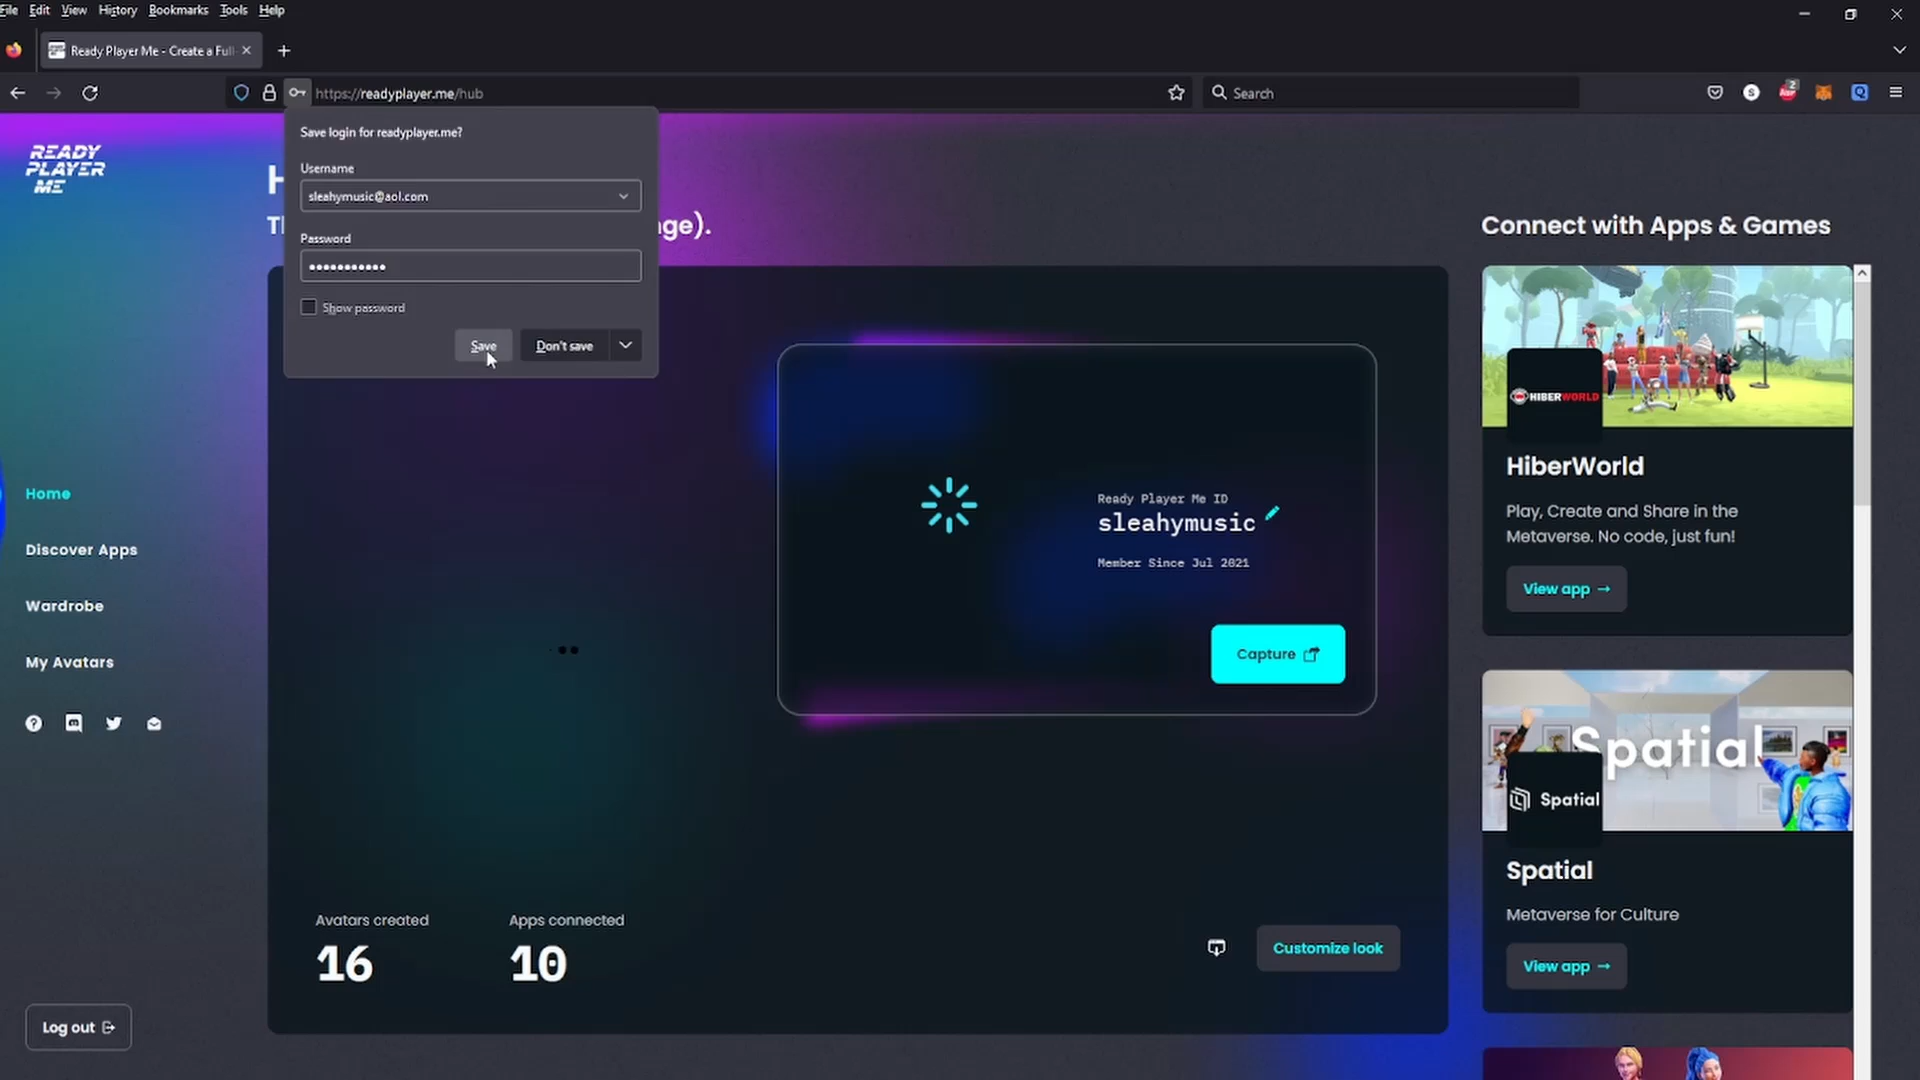 File Edit View History Bookmarks Tools Help
Ready Player Me - Create a Full-
https://readyplayer.me/hub
Search
2
READY
PLAYER
ME
Save login for readyplayer.me?
Username
sleahymusic@aol.com
Password
Show password
Save
Don't save
nge).
Home
Discover Apps
Wardrobe
My Avatars
Log out
Ready Player Me ID
sleahymusic
Member Since Jul 2021
Capture
Avatars created
16
Apps connected
10
Customize look
Connect with Apps & Games
HIBERWORLD
HiberWorld
Play, Create and Share in the
Metaverse. No code, just fun!
View app →
Spatial
Spatial
Spatial
Metaverse for Culture
View app →